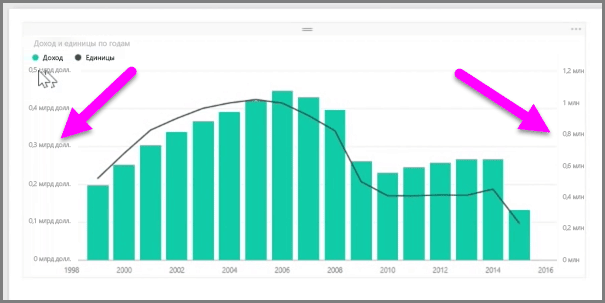 Доход и единицы по годам
Доход Единицы
0,5 млрд долл.
0,4 млрд долл.
0,3 млрд долл.
0,2 млрд долл.
0,1 млрд долл.
0 млрд долл.
1,2 млн
1 млн
0,8 млн
0,6 млн
0,4 млн
0,2 млн
0 млн
1998 2000 2002 2004 2006 2008 2010 2012 2014 2016